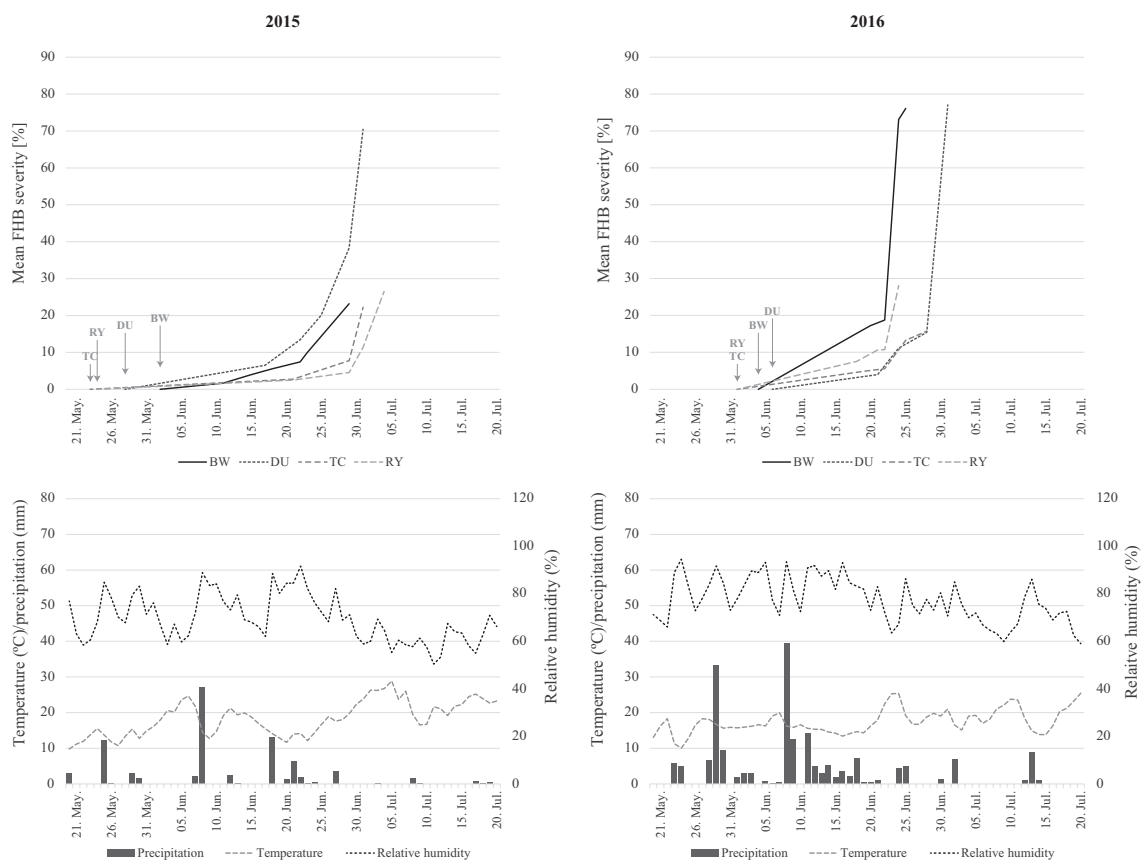 2015
Mean FHB severity [%]
90
80
70
60
50
40
30
20
10
0
TC
RY
DU
BW
21. May.
26. May.
31. May.
05. Jun.
10. Jun.
15. Jun.
20. Jun.
25. Jun.
30. Jun.
05. Jul.
10. Jul.
15. Jul.
20. Jul.
BW DU TC RY
2016
Mean FHB severity [%]
90
80
70
60
50
40
30
20
10
0
RY
TC
BW
DU
21. May.
26. May.
31. May.
05. Jun.
10. Jun.
15. Jun.
20. Jun.
25. Jun.
30. Jun.
05. Jul.
10. Jul.
15. Jul.
20. Jul.
BW DU TC RY
Temperature (ºC)/precipitation (mm)
80
70
60
50
40
30
20
10
0
120
100
80
60
40
20
0
Relaitve humidity (%)
21. May.
26. May.
31. May.
05. Jun.
10. Jun.
15. Jun.
20. Jun.
25. Jun.
30. Jun.
05. Jul.
10. Jul.
15. Jul.
20. Jul.
Precipitation Temperature Relative humidity
Temperature (ºC)/precipitation (mm)
80
70
60
50
40
30
20
10
0
120
100
80
60
40
20
0
Relaitve humidity (%)
21. May.
26. May.
31. May.
05. Jun.
10. Jun.
15. Jun.
20. Jun.
25. Jun.
30. Jun.
05. Jul.
10. Jul.
15. Jul.
20. Jul.
Precipitation Temperature Relative humidity